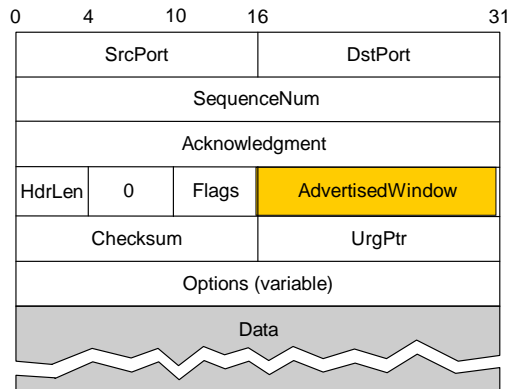 0 4 10 16 31
SrcPort DstPort
SequenceNum
Acknowledgment
HdrLen 0 Flags AdvertisedWindow
Checksum UrgPtr
Options (variable)
Data